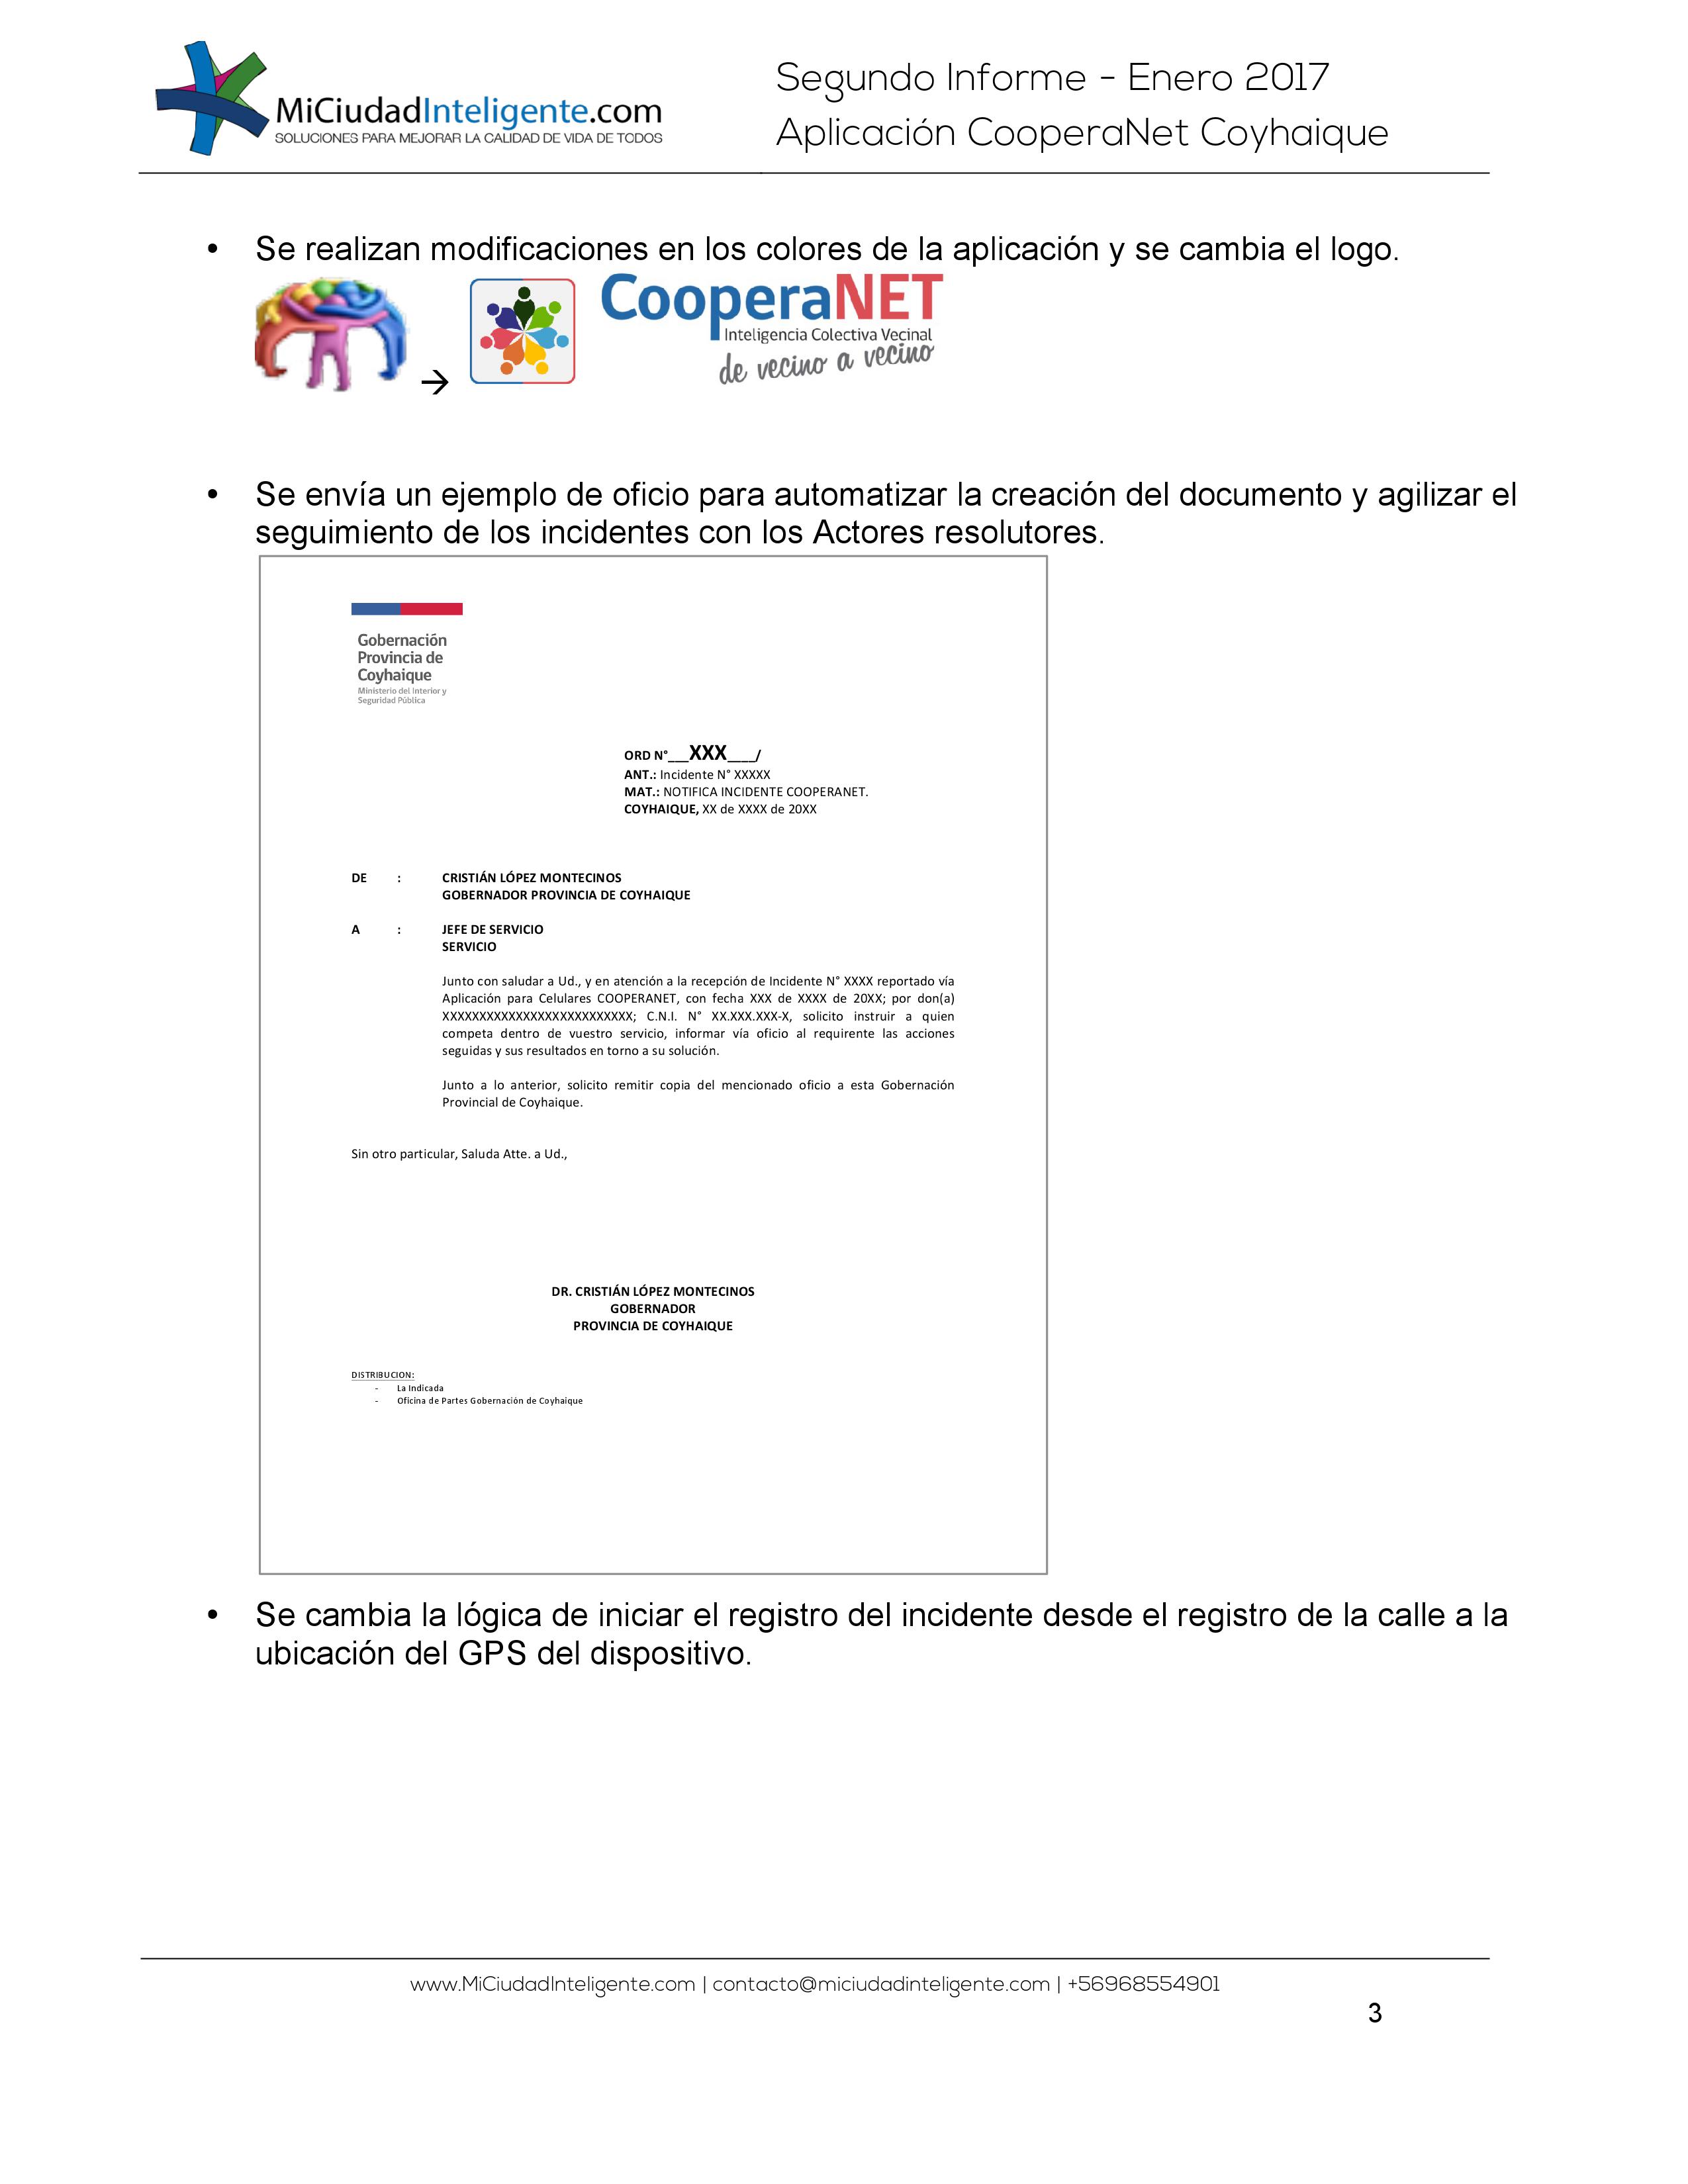 MiCiudadInteligente.com
SOLUCIONES PARA MEJORAR LA CALIDAD DE VIDA DE TODOS
Segundo Informe - Enero 2017
Aplicación CooperaNet Coyhaique
• Se realizan modificaciones en los colores de la aplicación y se cambia el logo.
→
CooperaNET
Inteligencia Colectiva Vecinal
de vecino a vecino
• Se envía un ejemplo de oficio para automatizar la creación del documento y agilizar el
seguimiento de los incidentes con los Actores resolutores.
Gobernación
Provincia de
Coyhaique
Ministerio del Interior y
Seguridad Pública
ORD N°___XXX____/
ANT.: Incidente N° XXXXX
MAT.: NOTIFICA INCIDENTE COOPERANET.
COYHAIQUE, XX de XXXX de 20XX
DE : CRISTIÁN LÓPEZ MONTECINOS
GOBERNADOR PROVINCIA DE COYHAIQUE
A : JEFE DE SERVICIO
SERVICIO
Junto con saludar a Ud., y en atención a la recepción de Incidente N° XXXX reportado vía
Aplicación para Celulares COOPERANET, con fecha XXX de XXXX de 20XX; por don(a)
XXXXXXXXXXXXXXXXXXXXXXXXXX; C.N.I. N° XX.XXX.XXX-X, solicito instruir a quien
competa dentro de vuestro servicio, informar vía oficio al requirente las acciones
seguidas y sus resultados en torno a su solución.
Junto a lo anterior, solicito remitir copia del mencionado oficio a esta Gobernación
Provincial de Coyhaique.
Sin otro particular, Saluda Atte. a Ud.,
DR. CRISTIÁN LÓPEZ MONTECINOS
GOBERNADOR
PROVINCIA DE COYHAIQUE
DISTRIBUCION:
- La Indicada
- Oficina de Partes Gobernación de Coyhaique
• Se cambia la lógica de iniciar el registro del incidente desde el registro de la calle a la
ubicación del GPS del dispositivo.
www.MiCiudadInteligente.com | contacto@miciudadinteligente.com | +56968554901
3